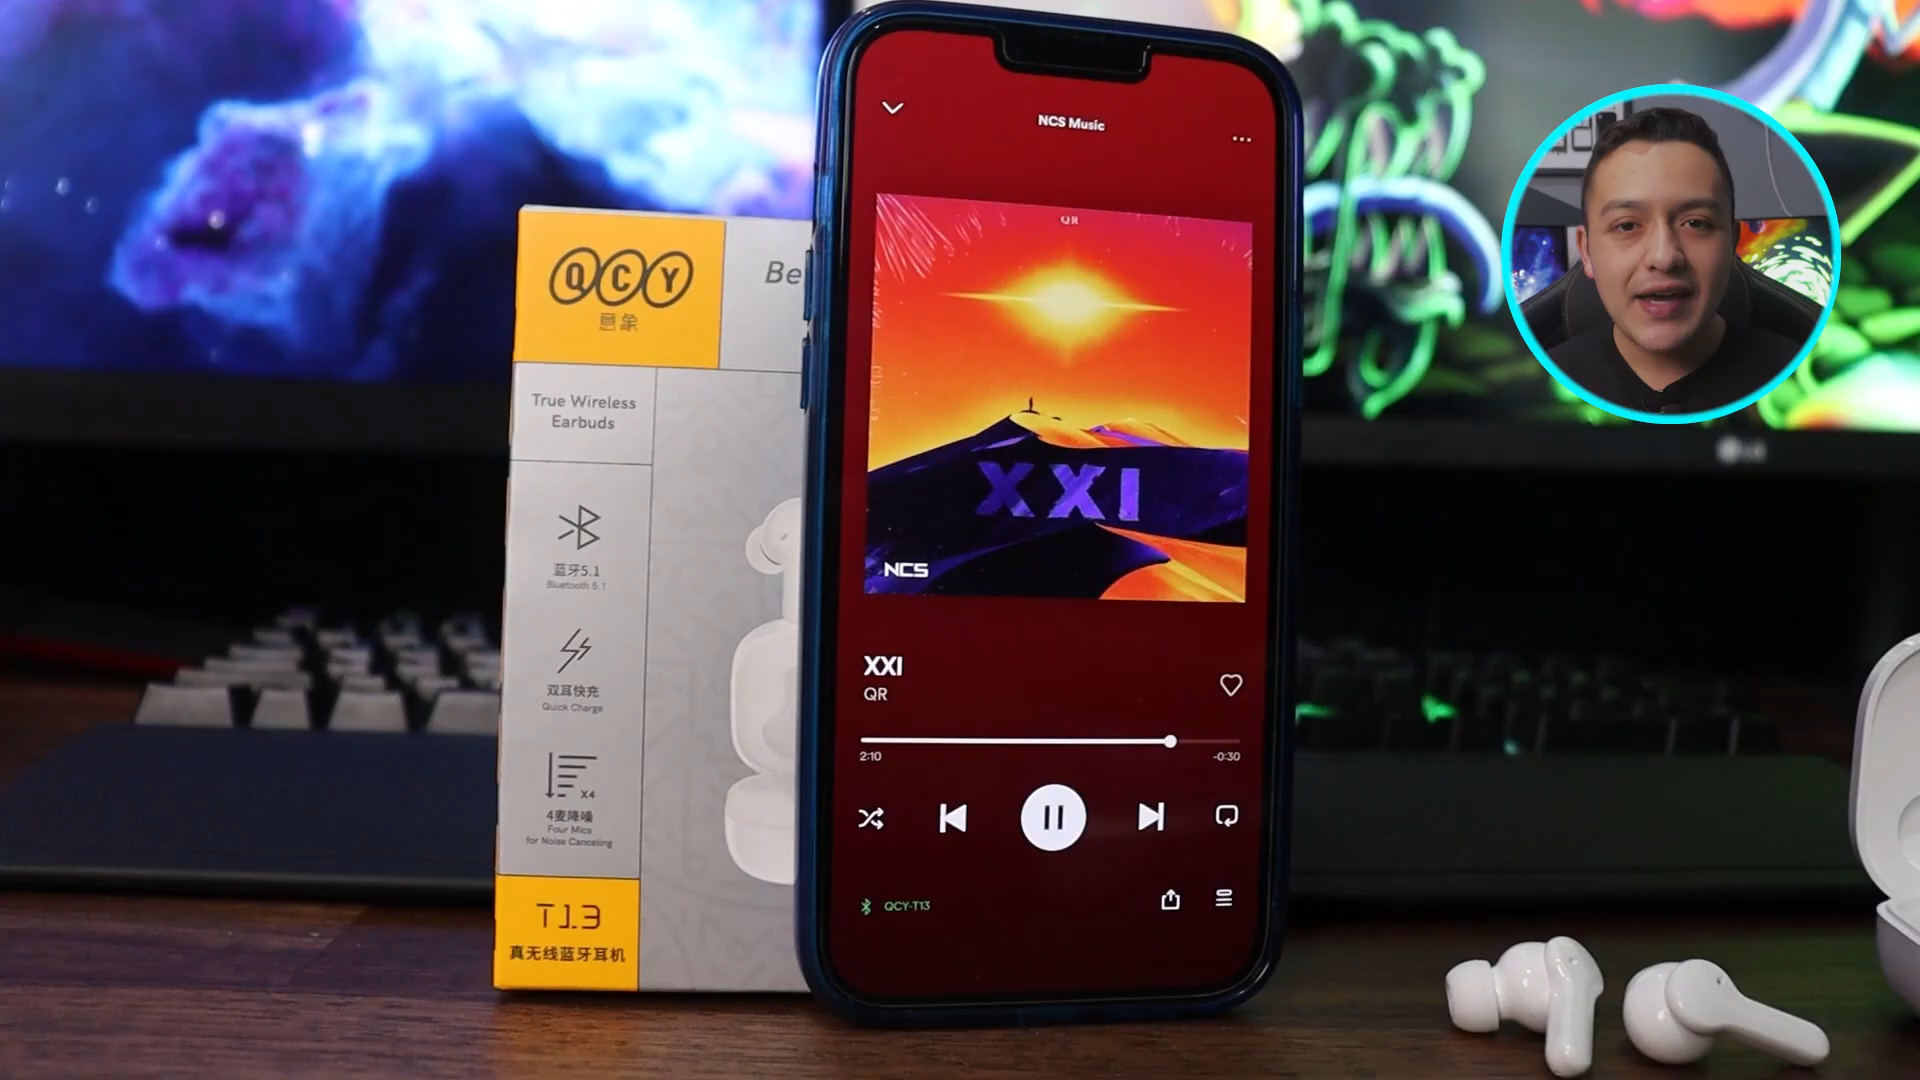 QCY
意象
Be
True Wireless
Earbuds
蓝牙5.1
Bluetooth 5.1
双耳快充
Quick Charge
X4
4麦降噪
Four Mics
for Noise Canceling
T13
真无线蓝牙耳机
NCS Music
QR
XXI
NCS
XXI
QR
2:10
-0:30
QCY-T13
LG